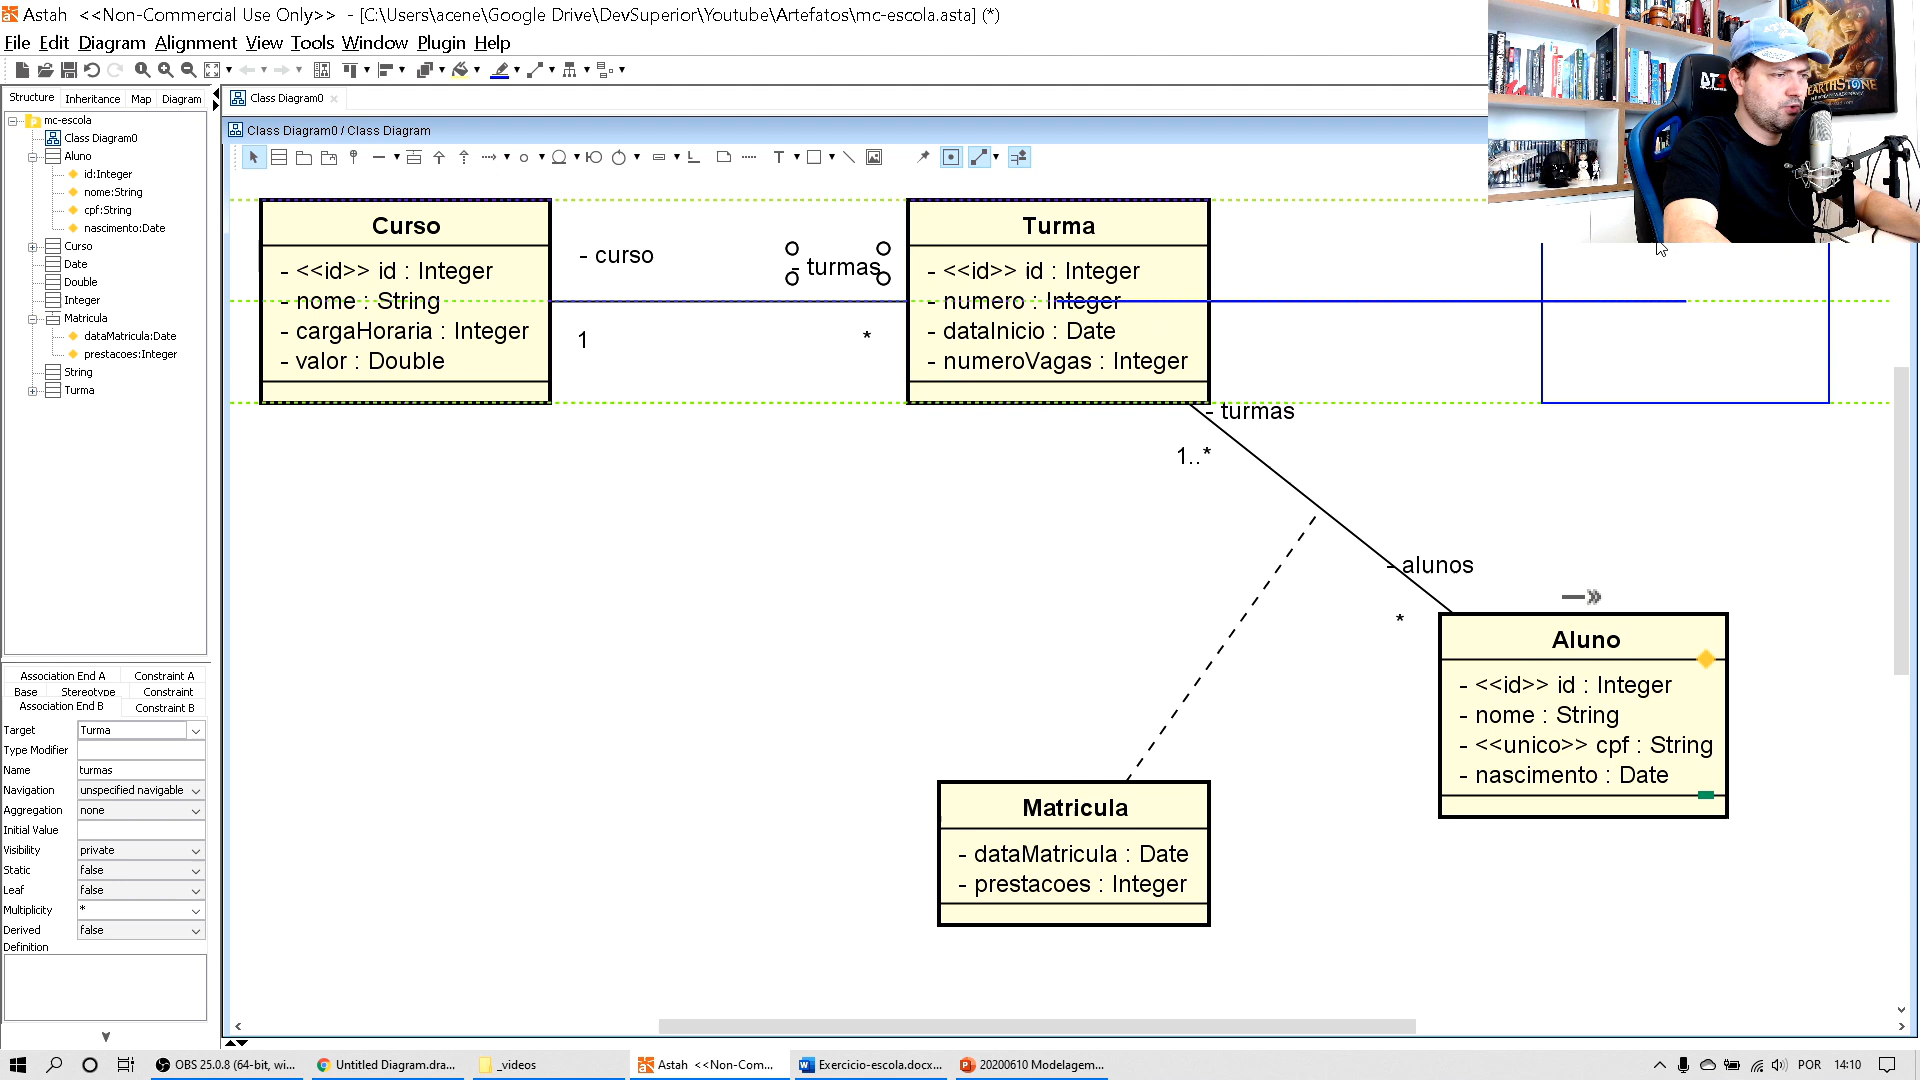 Astah <<Non-Commercial Use Only>> - [C:\Users\acene\Google Drive\DevSuperior\Youtube\Artefatos\mc-escola.asta] (*)
File Edit Diagram Alignment View Tools Window Plugin Help
Structure Inheritance Map Diagram
mc-escola
Class Diagram0
Aluno
id:Integer
nome:String
cpf:String
nascimento:Date
Curso
Date
Double
Integer
Matricula
dataMatricula:Date
prestacoes:Integer
String
Turma
Association End A Constraint A
Base Stereotype Constraint
Association End B Constraint B
Target Turma
Type Modifier
Name turmas
Navigation unspecified navigable
Aggregation none
Initial Value
Visibility private
Static false
Leaf false
Multiplicity *
Derived false
Definition
Class Diagram0
Class Diagram0 / Class Diagram
Curso
- <<id>> id : Integer
- nome : String
- cargaHoraria : Integer
- valor : Double
- curso
1
- turmas
*
Turma
- <<id>> id : Integer
- numero : Integer
- dataInicio : Date
- numeroVagas : Integer
- turmas
1..*
- alunos
*
Aluno
- <<id>> id : Integer
- nome : String
- <<unico>> cpf : String
- nascimento : Date
Matricula
- dataMatricula : Date
- prestacoes : Integer
OBS 25.0.8 (64-bit, wi...
Untitled Diagram.dra...
_videos
Astah <<Non-Com...
Exercicio-escola.docx...
20200610 Modelagem...
POR 14:10